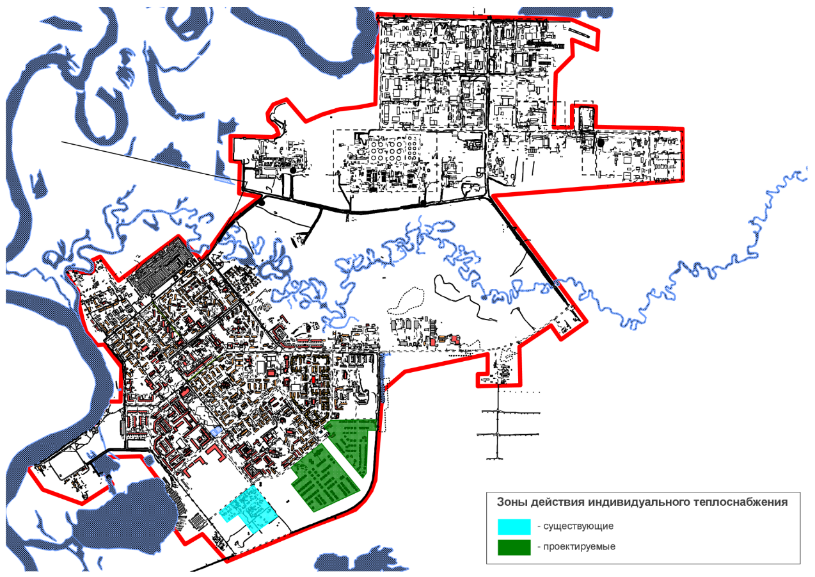 Зоны действия индивидуального теплоснабжения
- существующие
- проектируемые